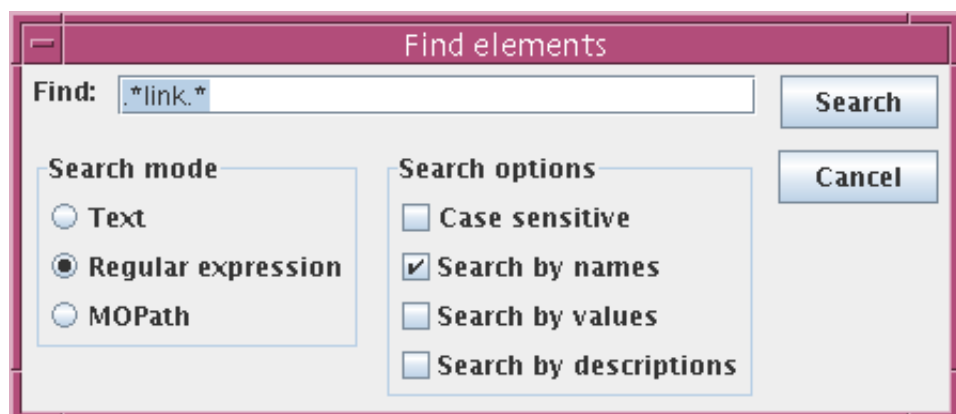 Find elements
Find: .*link.* Search
Cancel
Search mode
Text
Regular expression
MOPath
Search options
Case sensitive
Search by names
Search by values
Search by descriptions